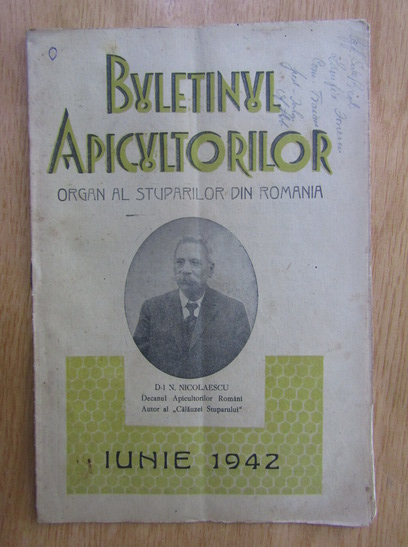 BULETINUL
APICULTORILOR
ORGAN AL STUPARILOR DIN ROMANIA
D-l N. NICOLAESCU
Decanul Apicultorilor Români
Autor al „Călăuzei Stuparului"
IUNIE 1942